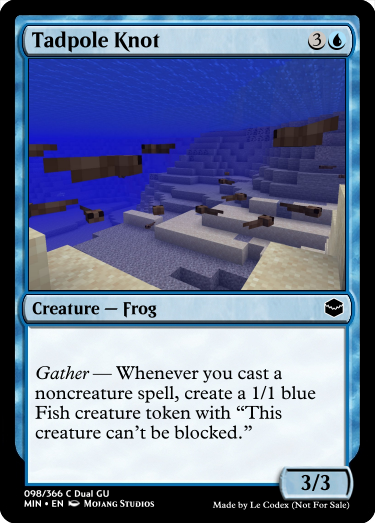 Tadpole Knot 3
Creature — Frog
Gather — Whenever you cast a
noncreature spell, create a 1/1 blue
Fish creature token with “This
creature can’t be blocked.”
3/3
098/366 C Dual GU
MIN • EN Mojang Studios
Made by Le Codex (Not For Sale)